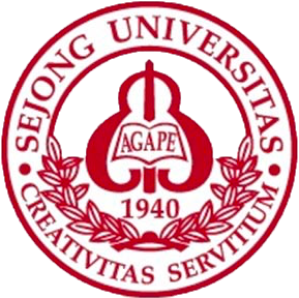 SEJONG UNIVERSITAS
AGAPE
1940
CREATIVITAS SERVITIUM